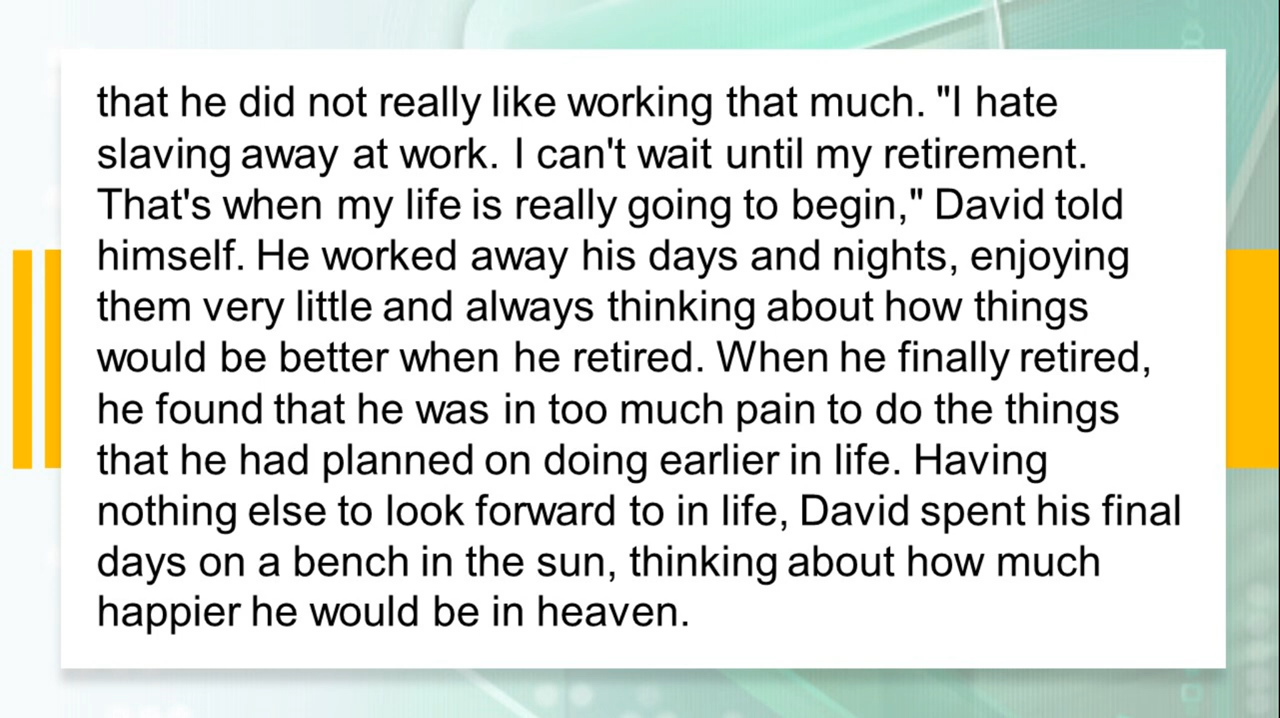 that he did not really like working that much. "I hate
slaving away at work. I can't wait until my retirement.
That's when my life is really going to begin," David told
himself. He worked away his days and nights, enjoying
them very little and always thinking about how things
would be better when he retired. When he finally retired,
he found that he was in too much pain to do the things
that he had planned on doing earlier in life. Having
nothing else to look forward to in life, David spent his final
days on a bench in the sun, thinking about how much
happier he would be in heaven.